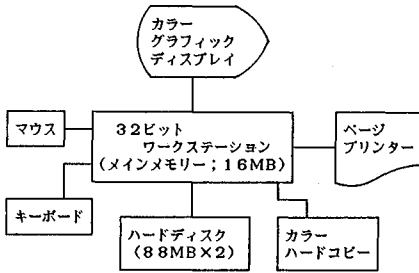 カラー
グラフィック
ディスプレイ
マウス
32ビット
ワークステーション
(メインメモリー;16MB)
ページ
プリンター
キーボード
ハードディスク
(88MB×2)
カラー
ハードコピー